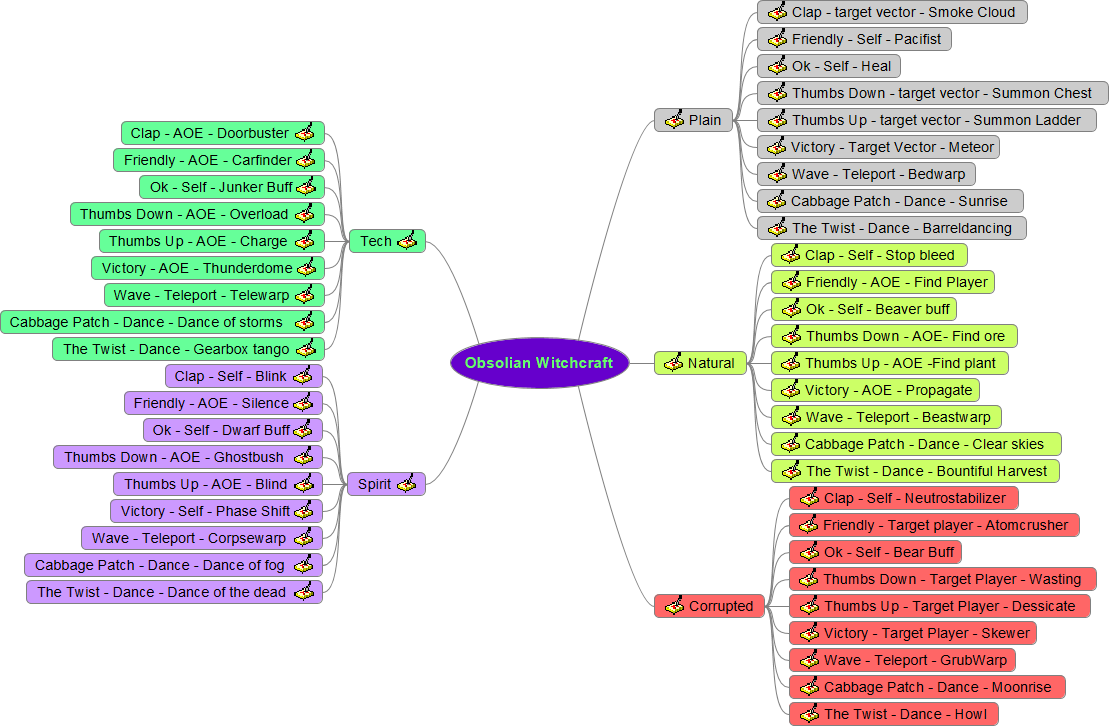 Obsolian Witchcraft
Plain
Clap - target vector - Smoke Cloud
Friendly - Self - Pacifist
Ok - Self - Heal
Thumbs Down - target vector - Summon Chest
Thumbs Up - target vector - Summon Ladder
Victory - Target Vector - Meteor
Wave - Teleport - Bedwarp
Cabbage Patch - Dance - Sunrise
The Twist - Dance - Barreldancing
Natural
Clap - Self - Stop bleed
Friendly - AOE - Find Player
Ok - Self - Beaver buff
Thumbs Down - AOE- Find ore
Thumbs Up - AOE -Find plant
Victory - AOE - Propagate
Wave - Teleport - Beastwarp
Cabbage Patch - Dance - Clear skies
The Twist - Dance - Bountiful Harvest
Corrupted
Clap - Self - Neutrostabilizer
Friendly - Target player - Atomcrusher
Ok - Self - Bear Buff
Thumbs Down - Target Player - Wasting
Thumbs Up - Target Player - Dessicate
Victory - Target Player - Skewer
Wave - Teleport - GrubWarp
Cabbage Patch - Dance - Moonrise
The Twist - Dance - Howl
Tech
Clap - AOE - Doorbuster
Friendly - AOE - Carfinder
Ok - Self - Junker Buff
Thumbs Down - AOE - Overload
Thumbs Up - AOE - Charge
Victory - AOE - Thunderdome
Wave - Teleport - Telewarp
Cabbage Patch - Dance - Dance of storms
The Twist - Dance - Gearbox tango
Spirit
Clap - Self - Blink
Friendly - AOE - Silence
Ok - Self - Dwarf Buff
Thumbs Down - AOE - Ghostbush
Thumbs Up - AOE - Blind
Victory - Self - Phase Shift
Wave - Teleport - Corpsewarp
Cabbage Patch - Dance - Dance of fog
The Twist - Dance - Dance of the dead